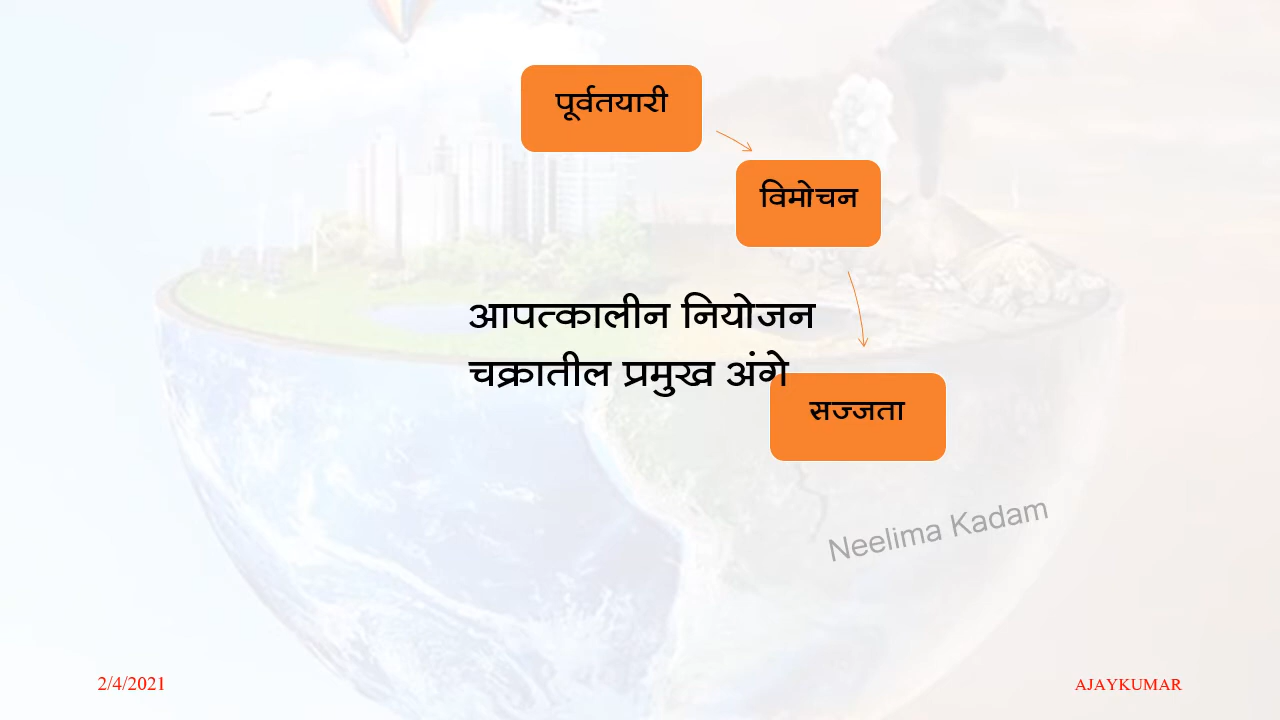 पूर्वतयारी
विमोचन
आपत्कालीन नियोजन
चक्रातील प्रमुख अंगे
सज्जता
Neelima Kadam
2/4/2021
AJAYKUMAR